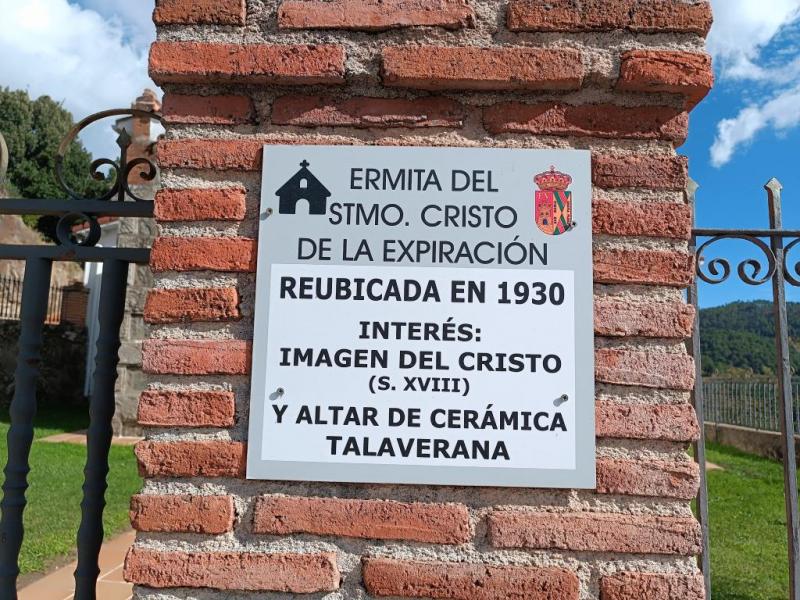 ERMITA DEL
STMO. CRISTO
DE LA EXPIRACIÓN
REUBICADA EN 1930
INTERÉS:
IMAGEN DEL CRISTO
(S. XVIII)
Y ALTAR DE CERÁMICA
TALAVERANA